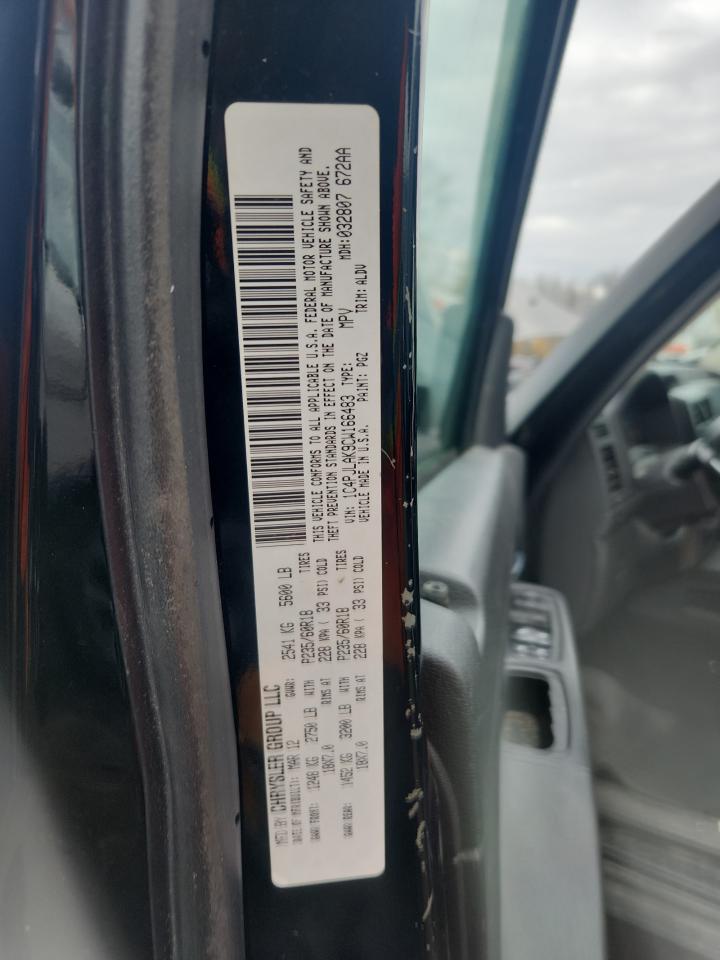 MFD BY CHRYSLER GROUP LLC
DATE OF MFR(BUILT): MAR 12 GVWR: 2541 KG 5600 LB
GAWR FRONT: 1248 KG 2750 LB WITH P235/60R18 TIRES
18X7.0 RIMS AT 228 KPA ( 33 PSI) COLD
GAWR REAR: 1452 KG 3200 LB WITH P235/60R18 TIRES
18X7.0 RIMS AT 228 KPA ( 33 PSI) COLD
THIS VEHICLE CONFORMS TO ALL APPLICABLE U.S.A. FEDERAL MOTOR VEHICLE SAFETY AND
THEFT PREVENTION STANDARDS IN EFFECT ON THE DATE OF MANUFACTURE SHOWN ABOVE.
VIN: 1C4PJLAK9CW166483 TYPE: MPV MDH:032807 672AA
VEHICLE MADE IN U.S.A. PAINT: PGZ TRIM: ALDV